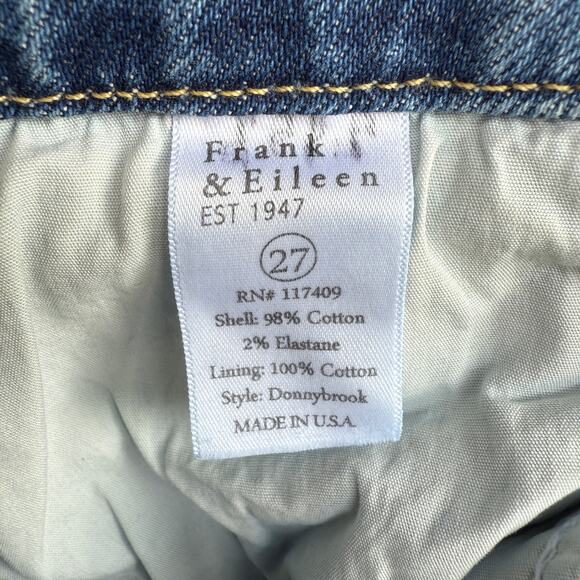 Frank
& Eileen
EST 1947
27
RN# 117409
Shell: 98% Cotton
2% Elastane
Lining: 100% Cotton
Style: Donnybrook
MADE IN U.S.A.